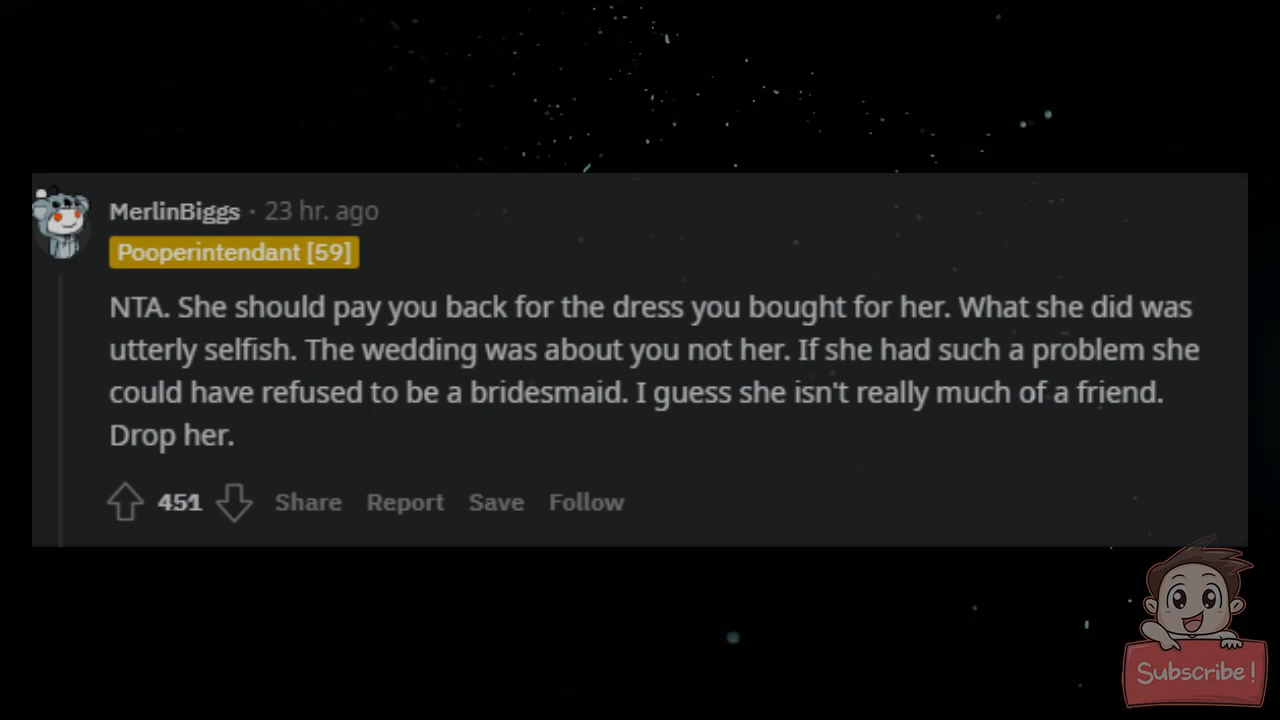 MerlinBiggs · 23 hr. ago
Pooperintendant [59]
NTA. She should pay you back for the dress you bought for her. What she did was
utterly selfish. The wedding was about you not her. If she had such a problem she
could have refused to be a bridesmaid. I guess she isn't really much of a friend.
Drop her.
451 Share Report Save Follow
Subscribe!